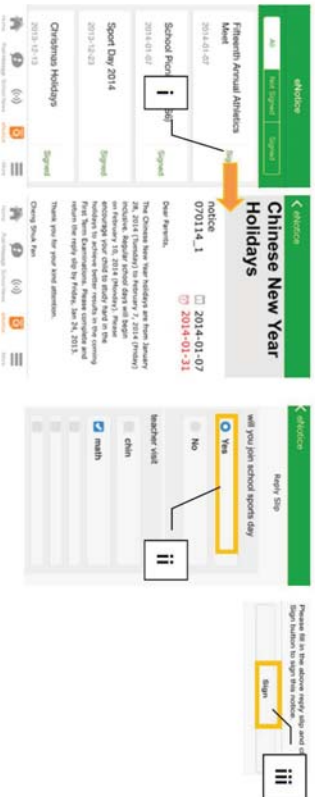 eNotice
All
Not Signed
Signed
Fifteenth Annual Athletics
Meet
2014-01-07
School Picni
2014-01-07
Signed
Sport Day 2014
2013-12-23
Signed
Christmas Holidays
2013-12-13
Signed
i
eNotice
Chinese New Year
Holidays
notice
070114_1
2014-01-07
2014-01-31
Dear Parents,
The Chinese New Year holidays are from January
28, 2014 (Tuesday) to February 7, 2014 (Friday)
inclusive. Regular school days will begin
on February 10, 2014 (Monday). Please
encourage your child to study hard in the
holidays to achieve better results in the coming
First Term Examinations. Please complete and
return the reply slip by Friday, Jan 24, 2013.
Thank you for your kind attention.
Cheng Shuk Fan
eNotice
Reply Slip
will you join school sports day
Yes
No
teacher visit
chin
math
ii
Please fill in the above reply slip and
Sign button to sign this notice.
Sign
iii